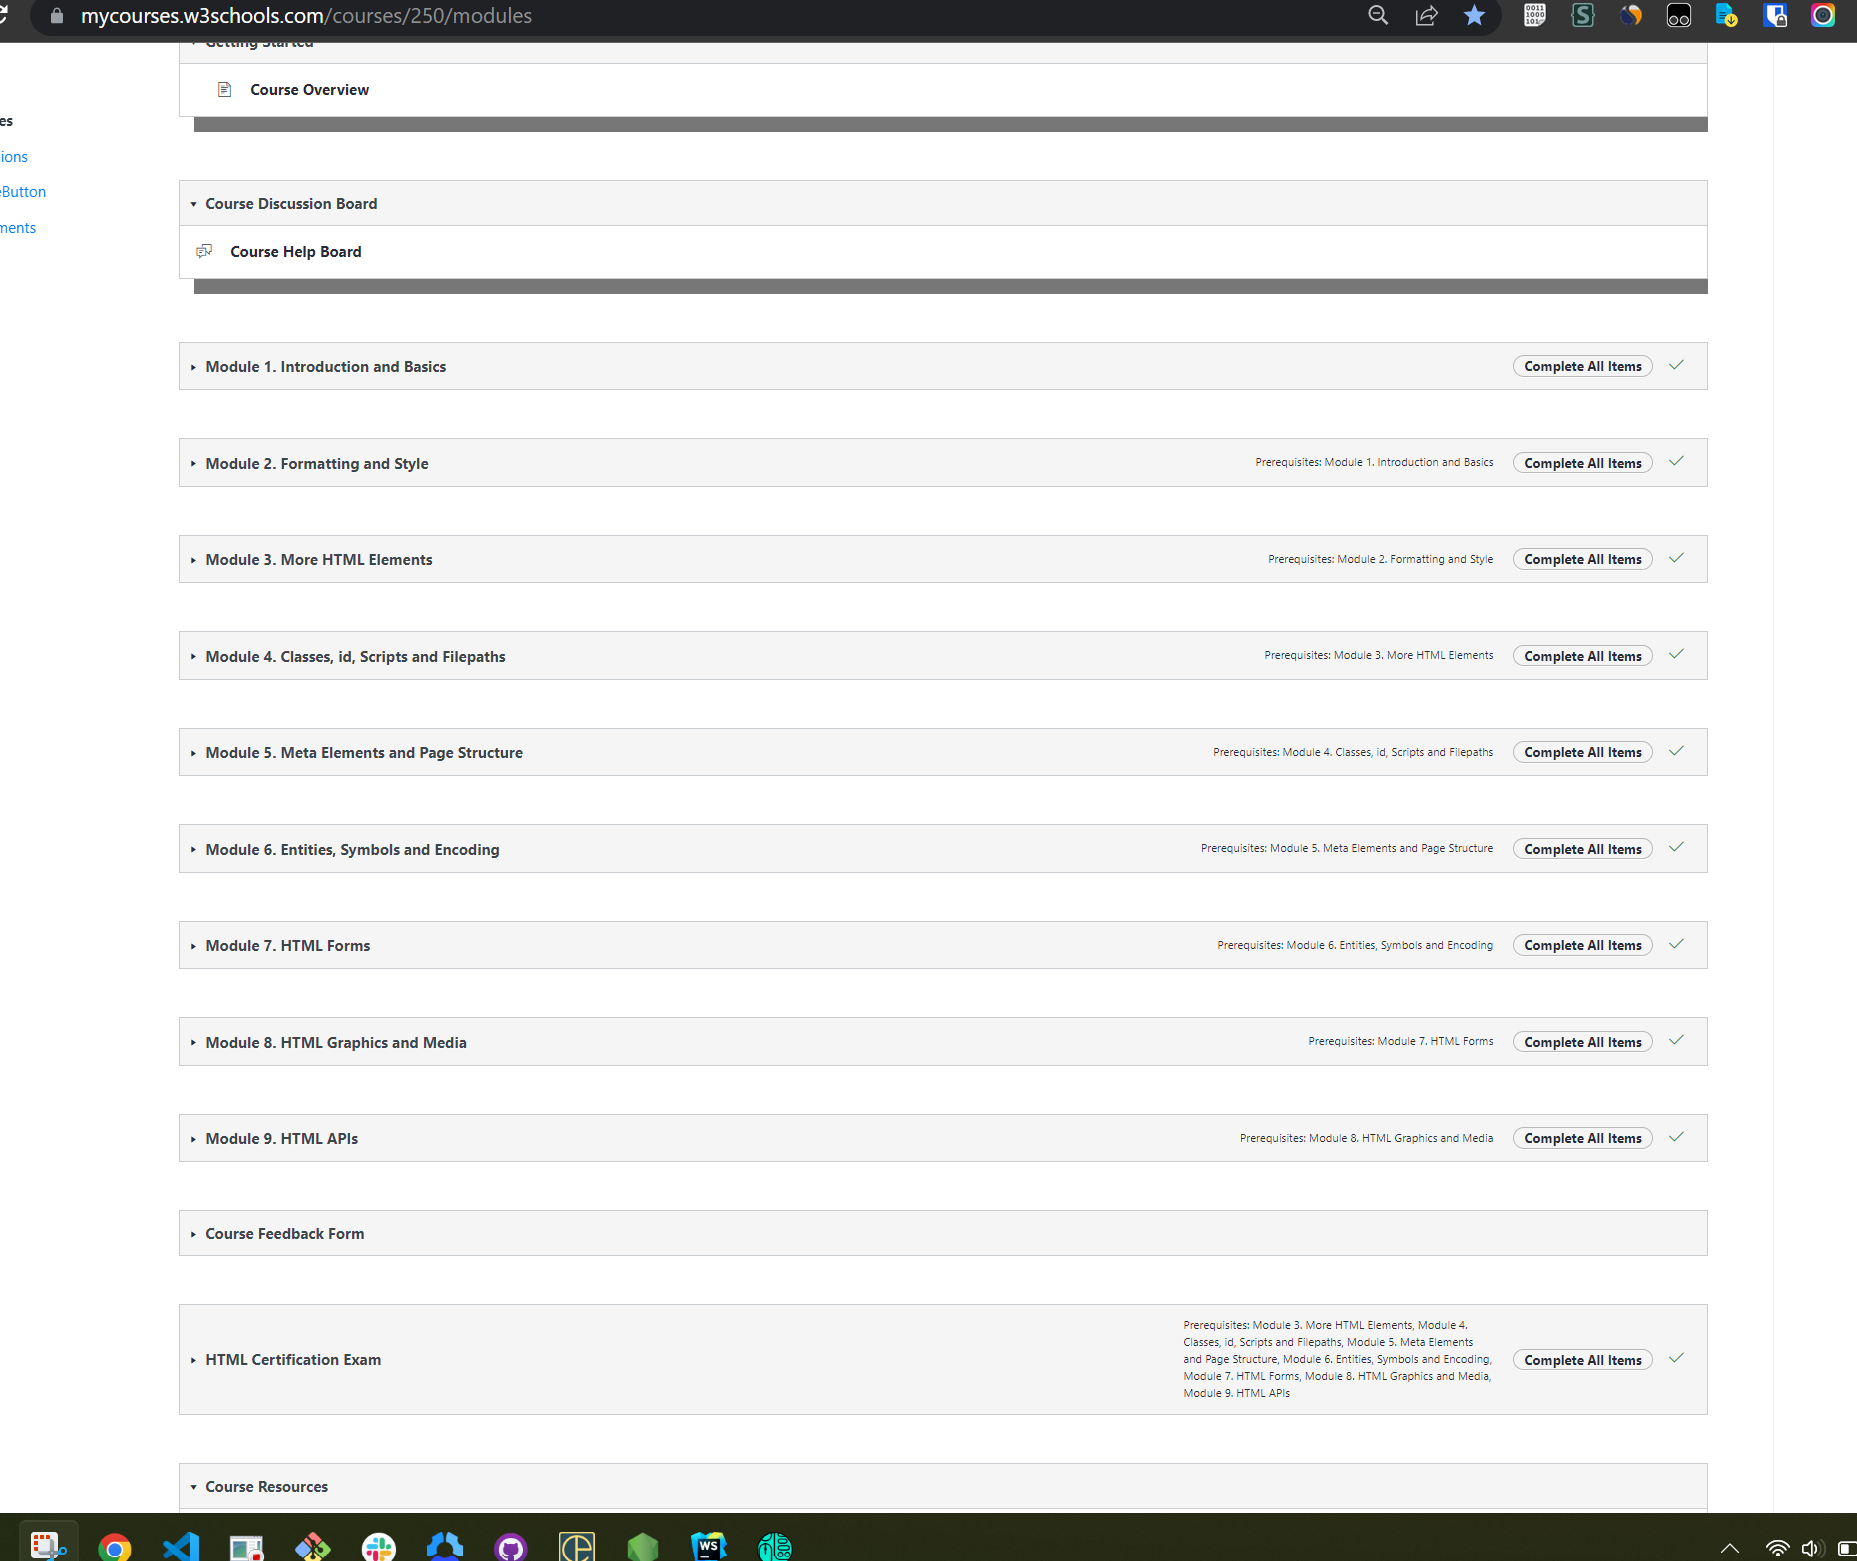 mycourses.w3schools.com/courses/250/modules
Getting Started
Course Overview
es
ions
eButton
ments
Course Discussion Board
Course Help Board
Module 1. Introduction and Basics
Complete All Items
Module 2. Formatting and Style
Prerequisites: Module 1. Introduction and Basics
Complete All Items
Module 3. More HTML Elements
Prerequisites: Module 2. Formatting and Style
Complete All Items
Module 4. Classes, id, Scripts and Filepaths
Prerequisites: Module 3. More HTML Elements
Complete All Items
Module 5. Meta Elements and Page Structure
Prerequisites: Module 4. Classes, id, Scripts and Filepaths
Complete All Items
Module 6. Entities, Symbols and Encoding
Prerequisites: Module 5. Meta Elements and Page Structure
Complete All Items
Module 7. HTML Forms
Prerequisites: Module 6. Entities, Symbols and Encoding
Complete All Items
Module 8. HTML Graphics and Media
Prerequisites: Module 7. HTML Forms
Complete All Items
Module 9. HTML APIs
Prerequisites: Module 8. HTML Graphics and Media
Complete All Items
Course Feedback Form
HTML Certification Exam
Prerequisites: Module 3. More HTML Elements, Module 4.
Classes, id, Scripts and Filepaths, Module 5. Meta Elements
and Page Structure, Module 6. Entities, Symbols and Encoding,
Module 7. HTML Forms, Module 8. HTML Graphics and Media,
Module 9. HTML APIs
Complete All Items
Course Resources
WS